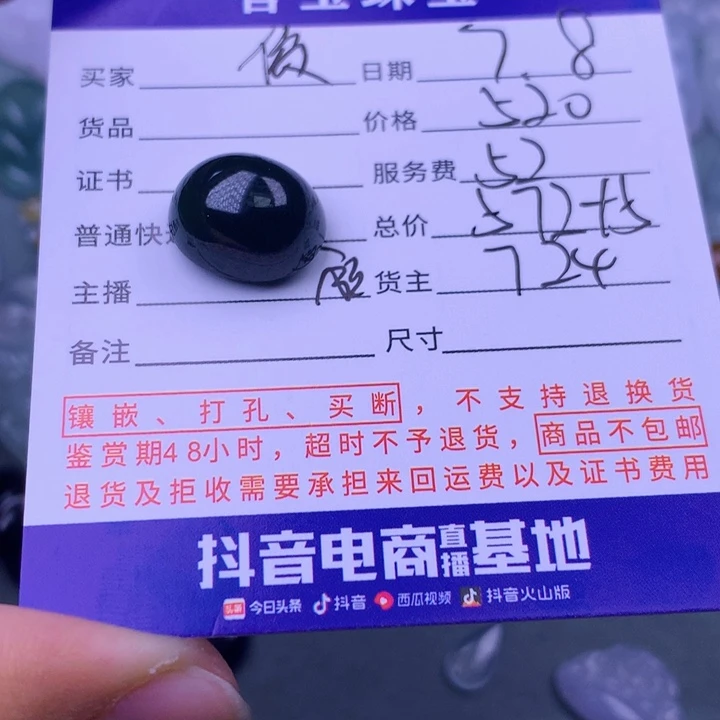 买家 俊 日期 7.8
货品 价格 520
证书 服务费 52
普通快 总价 572+15
主播 货主 724
备注 尺寸
镶嵌、打孔、买断，不支持退换货
鉴赏期48小时，超时不予退货，商品不包邮
退货及拒收需要承担来回运费以及证书费用
抖音电商直播基地
头条 今日头条 抖音 西瓜视频 抖音火山版